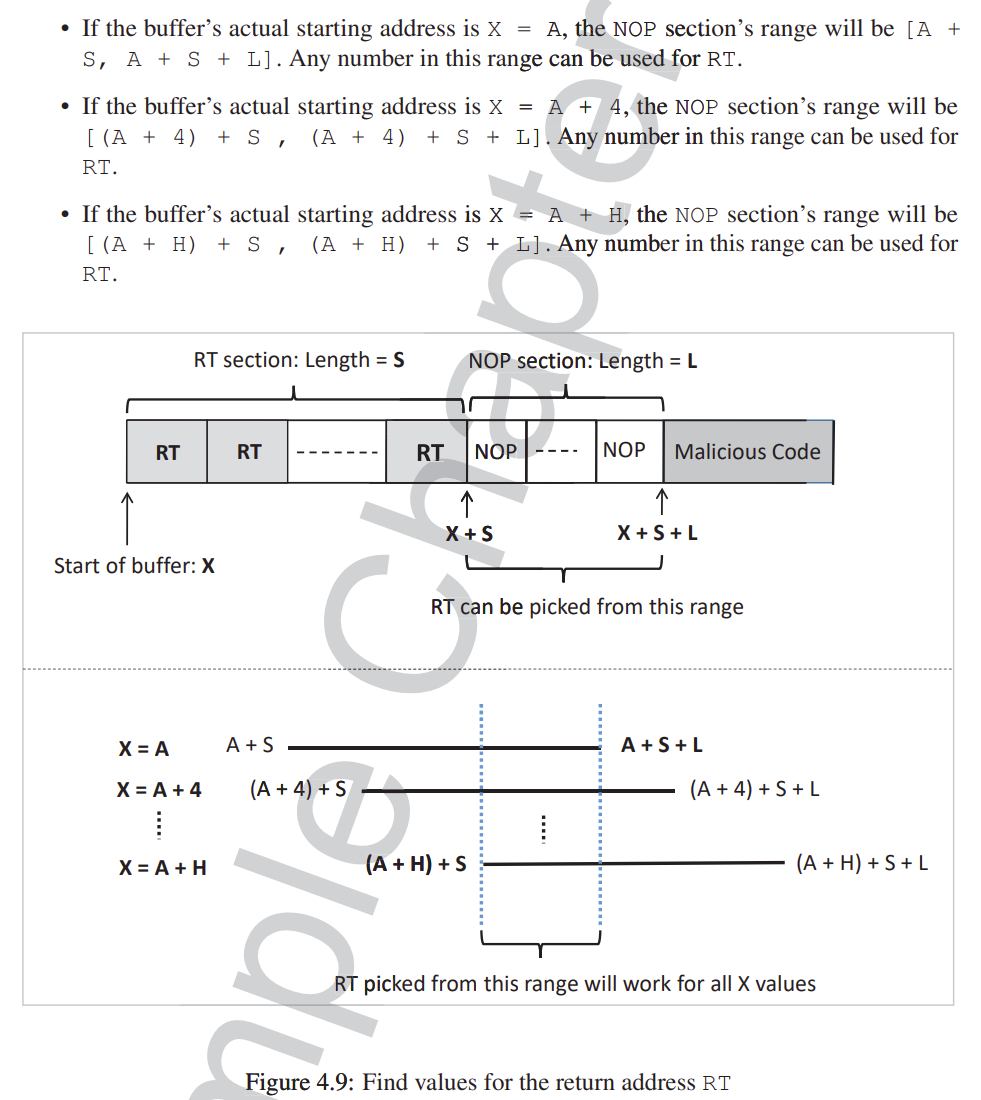 • If the buffer's actual starting address is X = A, the NOP section's range will be [A +
S, A + S + L]. Any number in this range can be used for RT.
• If the buffer's actual starting address is X = A + 4, the NOP section's range will be
[(A + 4) + S , (A + 4) + S + L]. Any number in this range can be used for
RT.
• If the buffer's actual starting address is X = A + H, the NOP section's range will be
[(A + H) + S , (A + H) + S + L]. Any number in this range can be used for
RT.
RT section: Length = S
NOP section: Length = L
RT RT RT NOP NOP Malicious Code
X + S
X + S + L
Start of buffer: X
RT can be picked from this range
X = A A + S A + S + L
X = A + 4 (A + 4) + S (A + 4) + S + L
X = A + H (A + H) + S (A + H) + S + L
RT picked from this range will work for all X values
Figure 4.9: Find values for the return address RT
mple Chapter